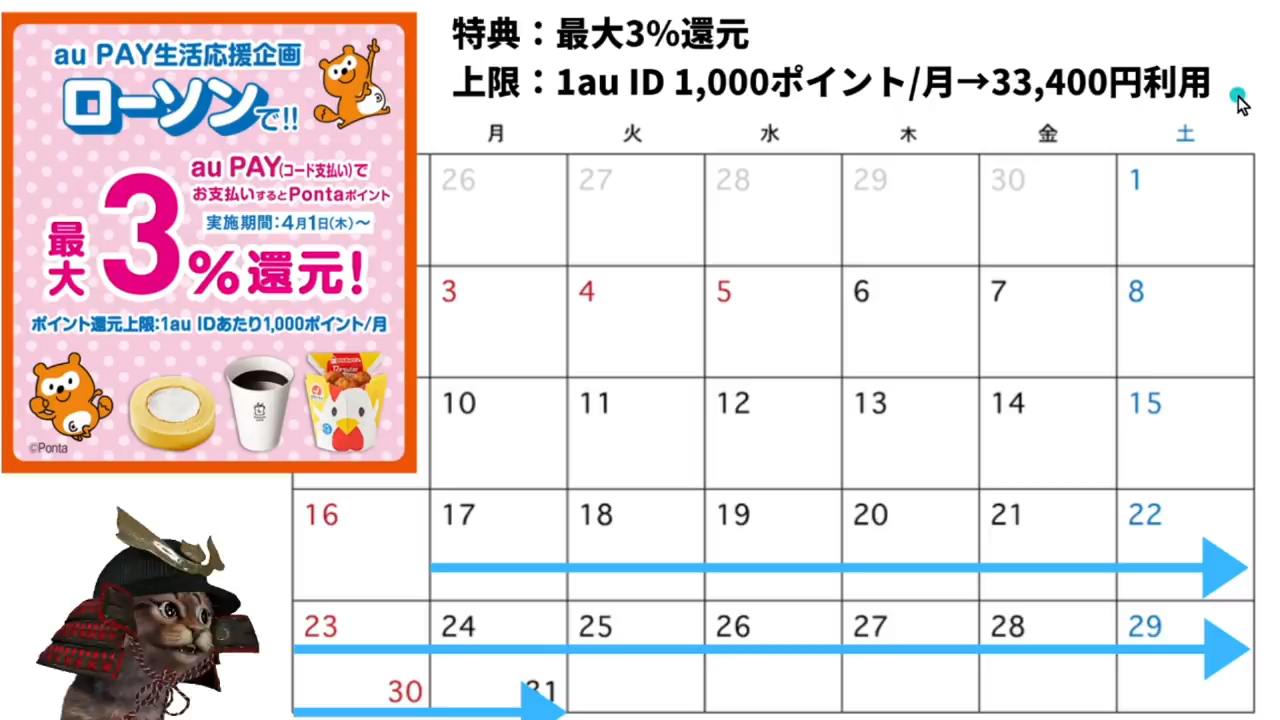 特典：最大3%還元
上限：1au ID 1,000ポイント/月→33,400円利用
au PAY生活応援企画
ローソンで!!
au PAY(コード支払い)で
お支払いするとPontaポイント
実施期間：4月1日(木)～
最大3%還元!
ポイント還元上限：1au IDあたり1,000ポイント/月
©Ponta
月 火 水 木 金 土
26 27 28 29 30 1
3 4 5 6 7 8
10 11 12 13 14 15
16 17 18 19 20 21 22
23 24 25 26 27 28 29
30 31